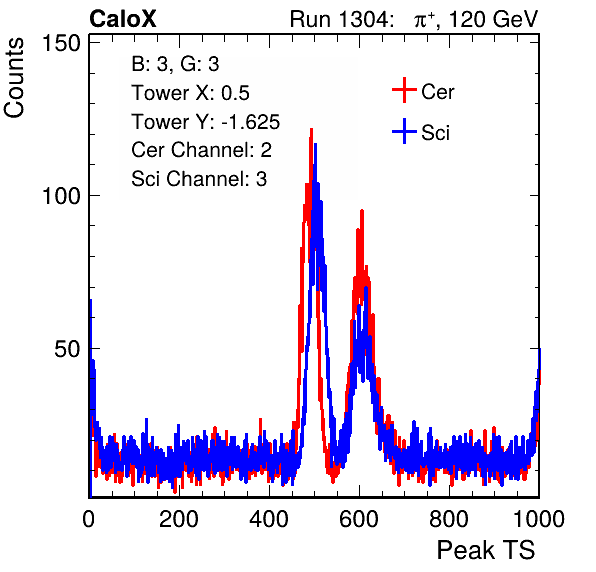 CaloX Run 1304: π⁺, 120 GeV
Counts
150
100
50
B: 3, G: 3
Tower X: 0.5
Tower Y: -1.625
Cer Channel: 2
Sci Channel: 3
Cer
Sci
0 200 400 600 800 1000
Peak TS